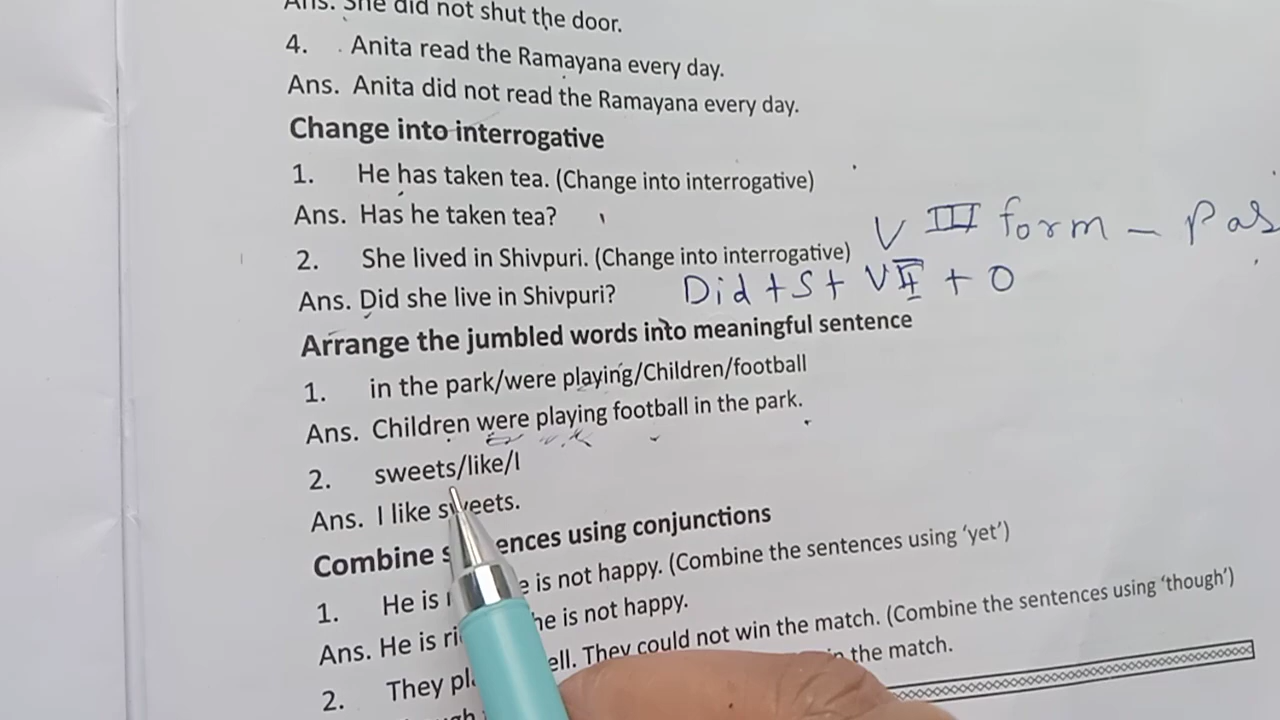 Ans. She did not shut the door.
4. Anita read the Ramayana every day.
Ans. Anita did not read the Ramayana every day.
Change into interrogative
1. He has taken tea. (Change into interrogative)
Ans. Has he taken tea?
V III form - Pas
2. She lived in Shivpuri. (Change into interrogative)
Ans. Did she live in Shivpuri? Did + S + V I + O
Arrange the jumbled words into meaningful sentence
1. in the park/were playing/Children/football
Ans. Children were playing football in the park.
2. sweets/like/I
Ans. I like sweets.
Combine sentences using conjunctions
1. He is is not happy. (Combine the sentences using 'yet')
Ans. He is he is not happy.
2. They They could not win the match. (Combine the sentences using 'though')
the match.